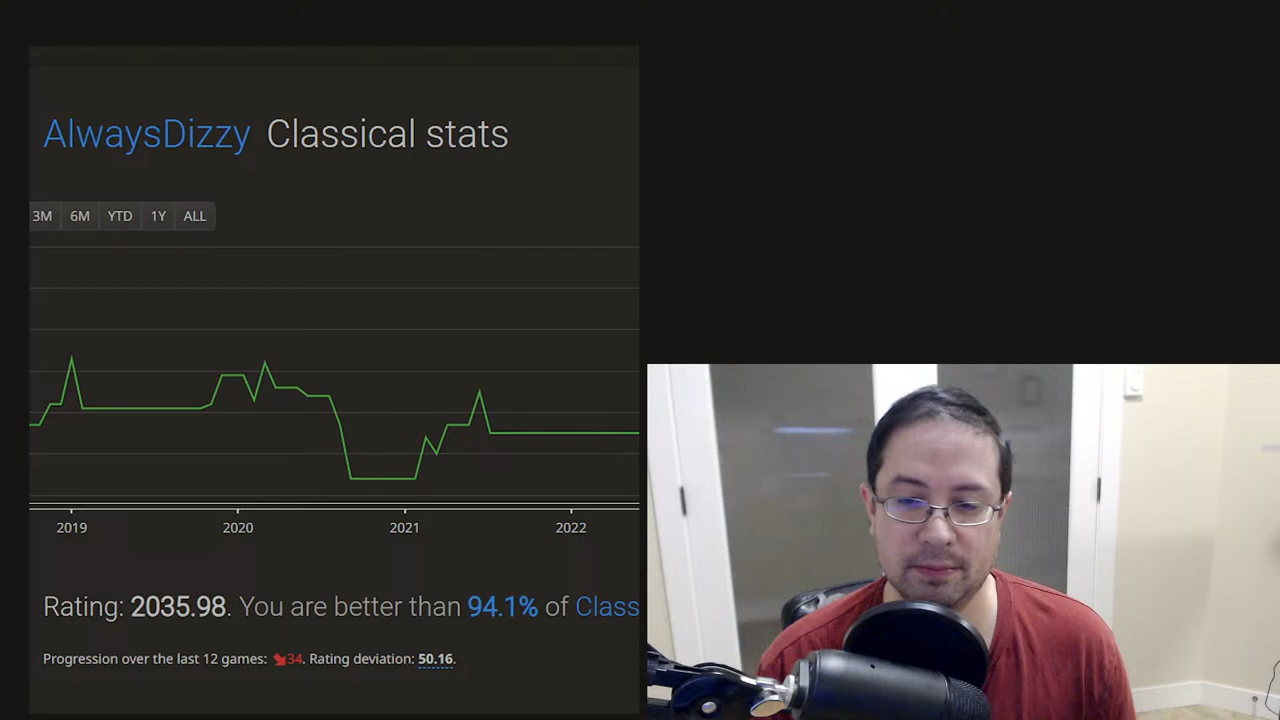 AlwaysDizzy Classical stats
3M 6M YTD 1Y ALL
2019 2020 2021 2022
Rating: 2035.98. You are better than 94.1% of Class
Progression over the last 12 games: 34. Rating deviation: 50.16.